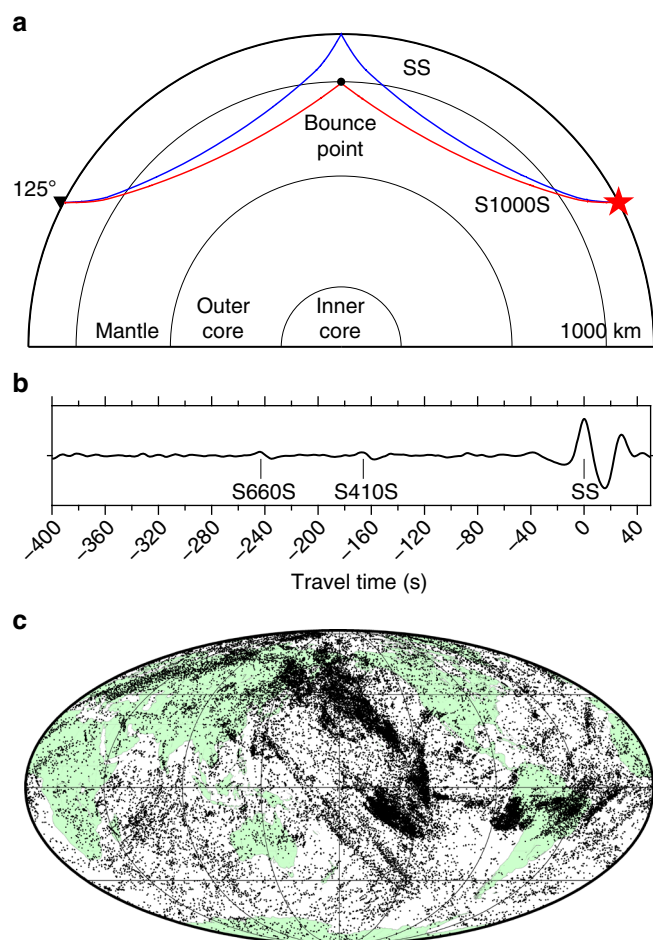 a
SS
Bounce
point
125°
S1000S
Mantle
Outer
core
Inner
core
1000 km
b
S660S
S410S
SS
–400
–360
–320
–280
–240
–200
–160
–120
–80
–40
0
40
Travel time (s)
c